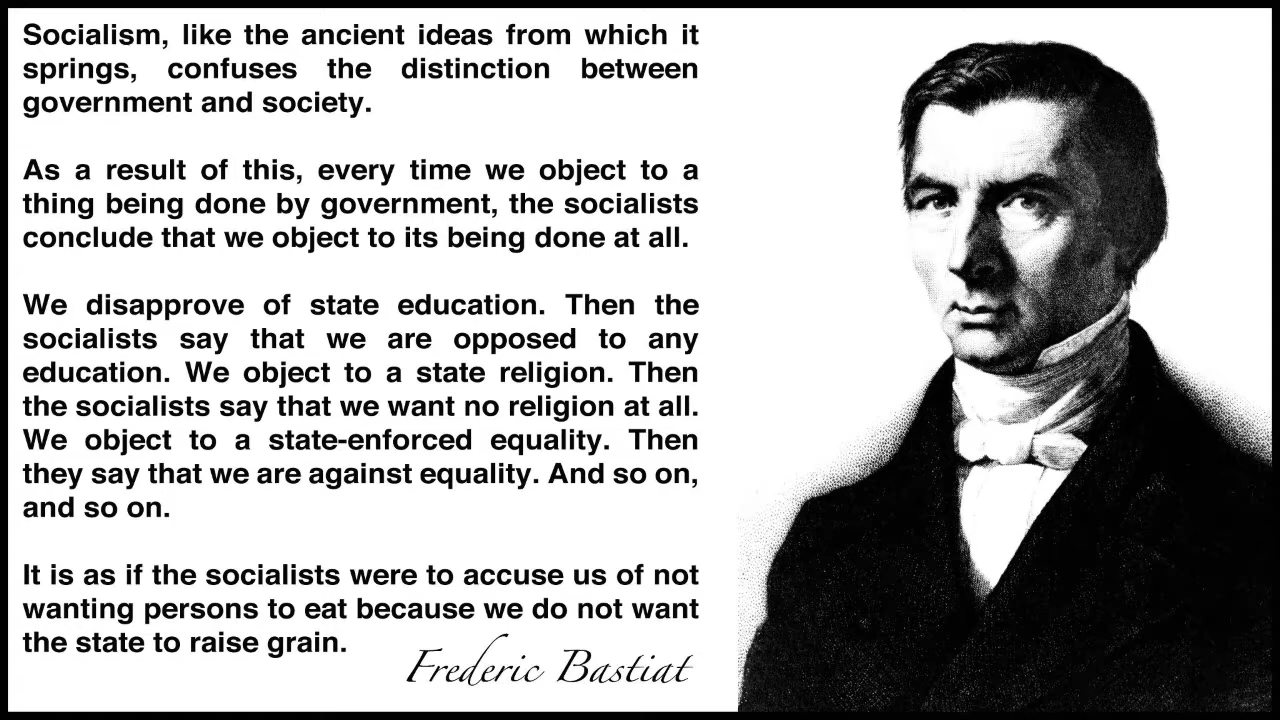 Socialism, like the ancient ideas from which it
springs, confuses the distinction between
government and society.
As a result of this, every time we object to a
thing being done by government, the socialists
conclude that we object to its being done at all.
We disapprove of state education. Then the
socialists say that we are opposed to any
education. We object to a state religion. Then
the socialists say that we want no religion at all.
We object to a state-enforced equality. Then
they say that we are against equality. And so on,
and so on.
It is as if the socialists were to accuse us of not
wanting persons to eat because we do not want
the state to raise grain.
Frederic Bastiat